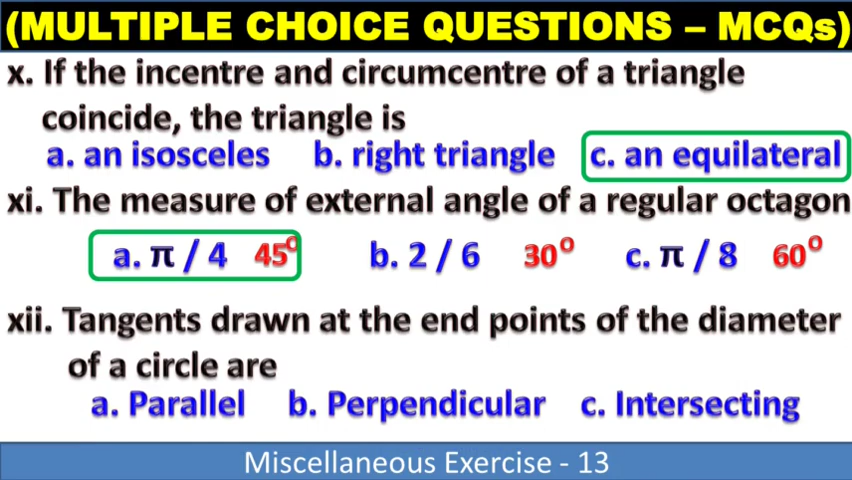 (MULTIPLE CHOICE QUESTIONS – MCQs)
x. If the incentre and circumcentre of a triangle
coincide, the triangle is
a. an isosceles b. right triangle c. an equilateral
xi. The measure of external angle of a regular octagon
a. π / 4 45° b. 2 / 6 30° c. π / 8 60°
xii. Tangents drawn at the end points of the diameter
of a circle are
a. Parallel b. Perpendicular c. Intersecting
Miscellaneous Exercise - 13